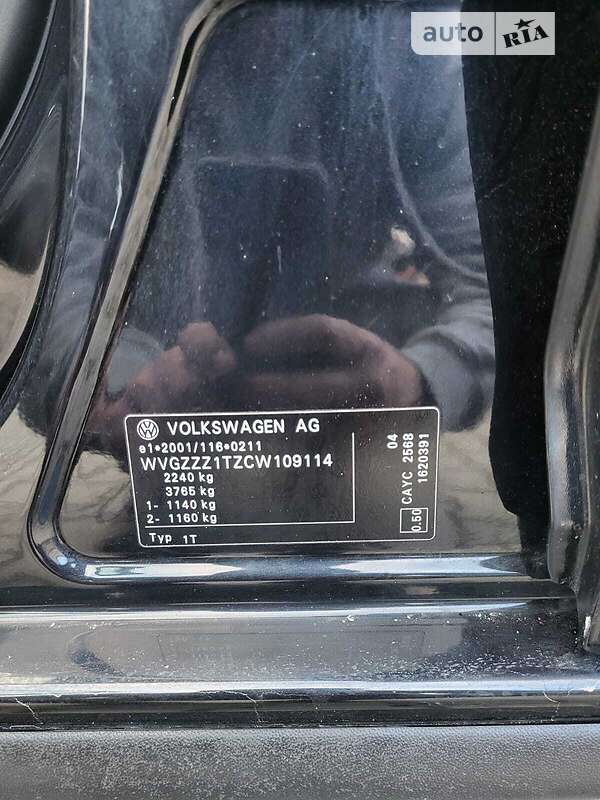 auto RIA
VOLKSWAGEN AG
e1*2001/116*0211
WVGZZZ1TZCW109114
2240 kg
3765 kg
1- 1140 kg
2- 1160 kg
Typ 1T
0.50
04
CAYC 2568
1620391